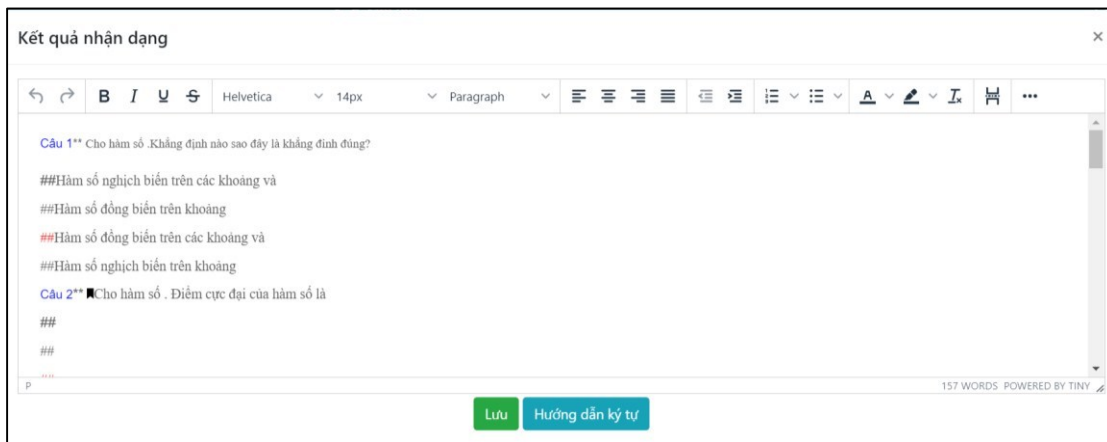 Kết quả nhận dạng ×
B I U S Helvetica 14px Paragraph A
Câu 1** Cho hàm số .Khẳng định nào sao đây là khẳng đinh đúng?
##Hàm số nghịch biến trên các khoảng và
##Hàm số đồng biến trên khoảng
##Hàm số đồng biến trên các khoảng và
##Hàm số nghịch biến trên khoảng
Câu 2** Cho hàm số . Điểm cực đại của hàm số là
##
##
P 157 WORDS POWERED BY TINY
Lưu Hướng dẫn ký tự